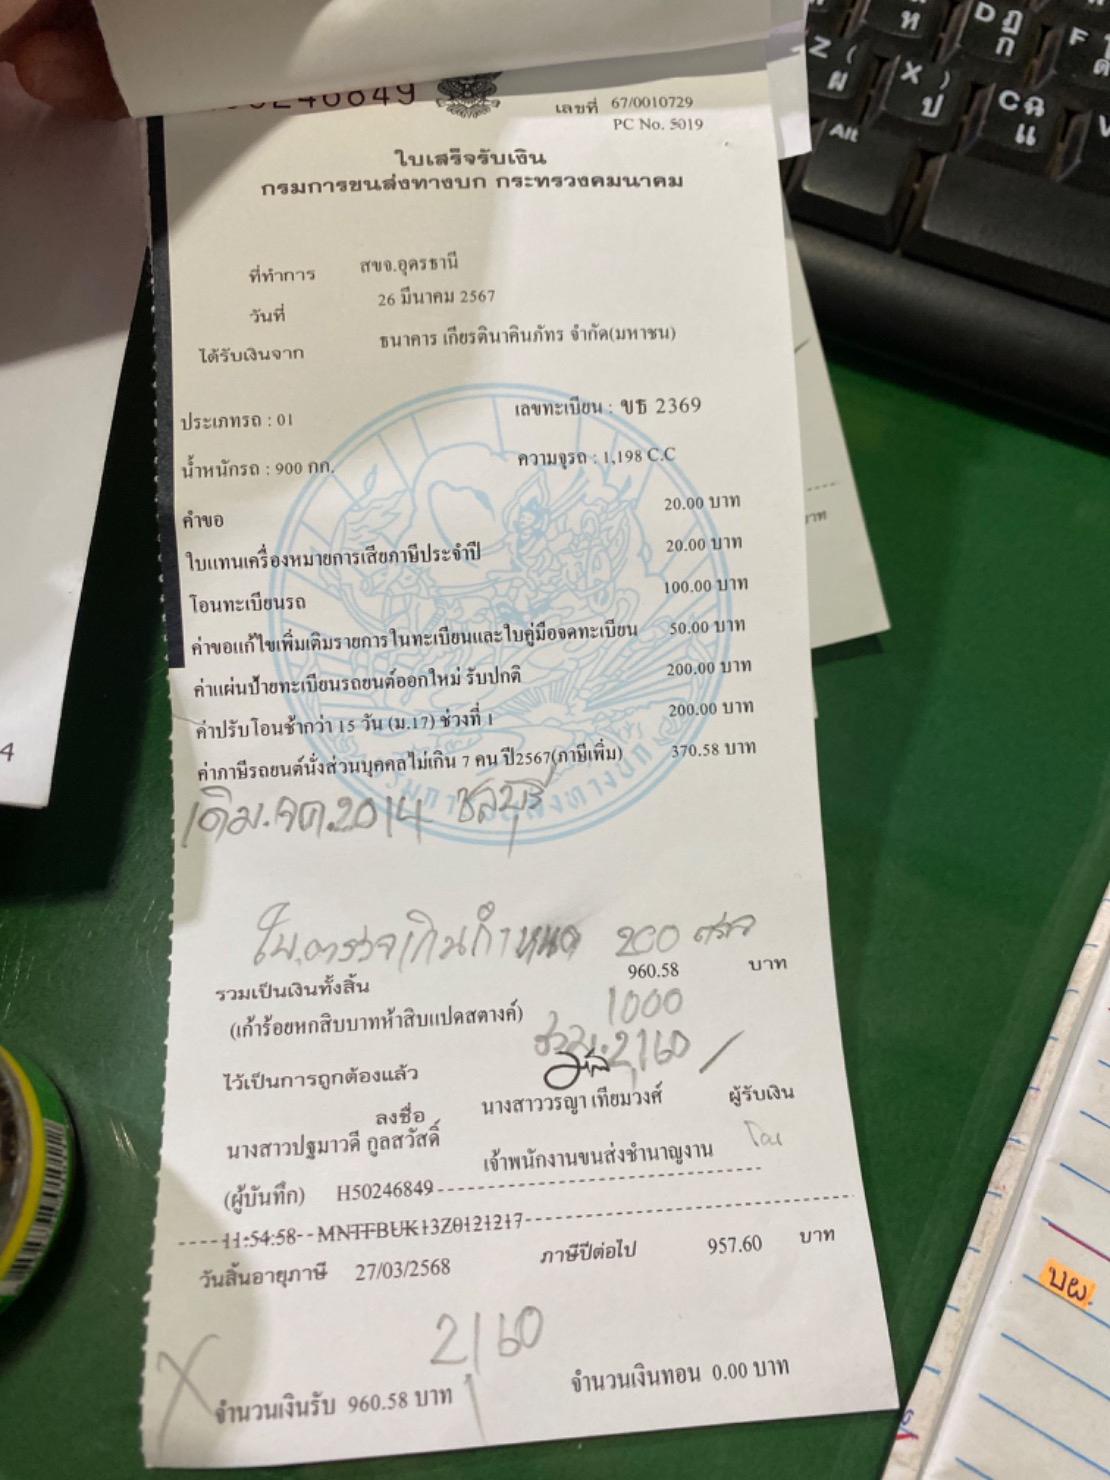 เลขที่ 67/0010729
PC No. 5019
ใบเสร็จรับเงิน
กรมการขนส่งทางบก กระทรวงคมนาคม
ที่ทำการ สขจ.อุดรธานี
วันที่ 26 มีนาคม 2567
ได้รับเงินจาก ธนาคาร เกียรตินาคินภัทร จำกัด(มหาชน)
ประเภทรถ : 01 เลขทะเบียน : ขธ 2369
น้ำหนักรถ : 900 กก. ความจุรถ : 1,198 C.C
คำขอ 20.00 บาท
ใบแทนเครื่องหมายการเสียภาษีประจำปี 20.00 บาท
โอนทะเบียนรถ 100.00 บาท
ค่าขอแก้ไขเพิ่มเติมรายการในทะเบียนและใบคู่มือจดทะเบียน 50.00 บาท
ค่าแผ่นป้ายทะเบียนรถยนต์ออกใหม่ รับปกติ 200.00 บาท
ค่าปรับโอนช้ากว่า 15 วัน (ม.17) ช่วงที่ 1 200.00 บาท
ค่าภาษีรถยนต์นั่งส่วนบุคคลไม่เกิน 7 คน ปี2567(ภาษีเพิ่ม) 370.58 บาท
เดิม.จด.2014 ชลบุรี
ใบ.ตรวจเกินกำหนด 200 ตรวจ
รวมเป็นเงินทั้งสิ้น 960.58 บาท
(เก้าร้อยหกสิบบาทห้าสิบแปดสตางค์) 1000
รวม.2,160
ไว้เป็นการถูกต้องแล้ว
ลงชื่อ นางสาววรญา เทียมวงศ์ ผู้รับเงิน
นางสาวปฐมาวดี กูลสวัสดิ์ เจ้าพนักงานขนส่งชำนาญงาน
(ผู้บันทึก) H50246849
11:54:58--MNTFBUK13Z0121217
วันสิ้นอายุภาษี 27/03/2568 ภาษีปีต่อไป 957.60 บาท
2,160
จำนวนเงินรับ 960.58 บาท จำนวนเงินทอน 0.00 บาท
บผ.
Z ( ผ
X ) ป
C ฉ แ
D ฏ ก
Alt
4
บาท